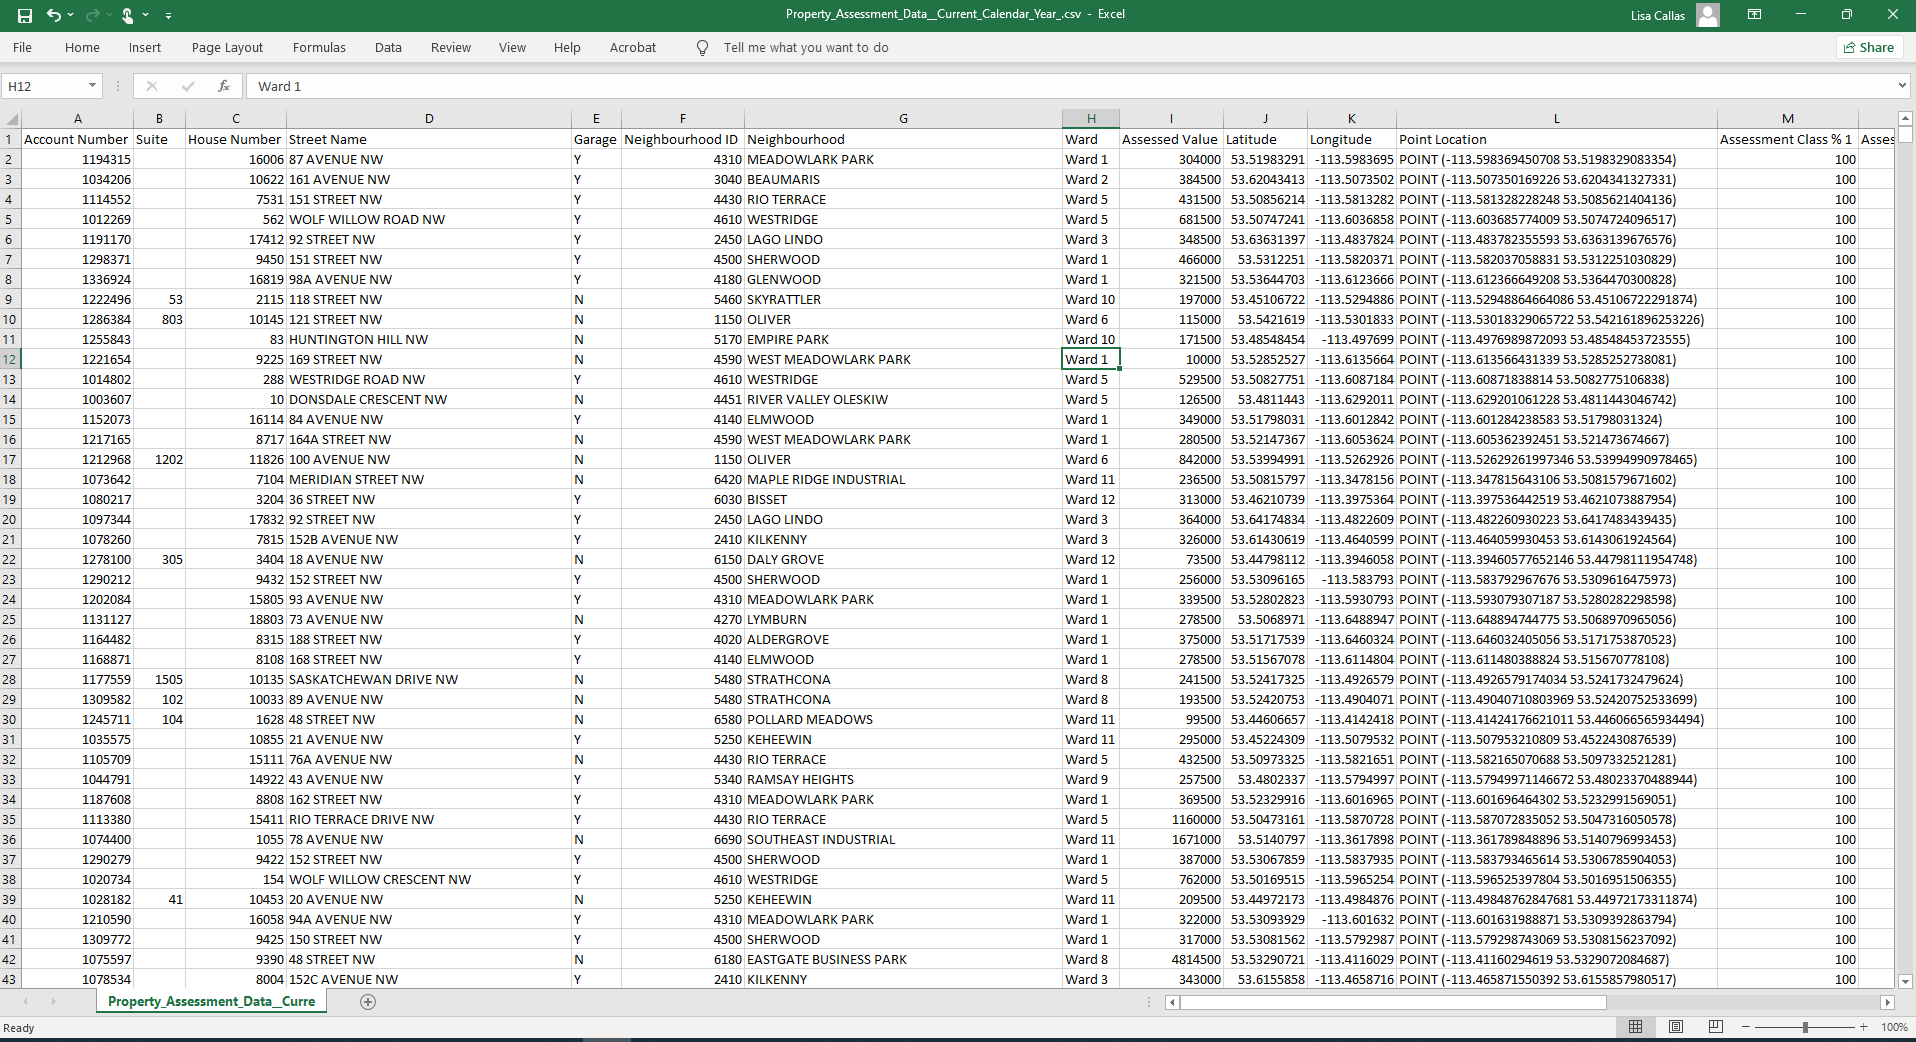 Property_Assessment_Data__Current_Calendar_Year_.csv - Excel
Lisa Callas
File Home Insert Page Layout Formulas Data Review View Help Acrobat Tell me what you want to do Share
H12 fx Ward 1
A B C D E F G H I J K L M
1 Account Number Suite House Number Street Name Garage Neighbourhood ID Neighbourhood Ward Assessed Value Latitude Longitude Point Location Assessment Class % 1 Asses
2 1194315 16006 87 AVENUE NW Y 4310 MEADOWLARK PARK Ward 1 304000 53.51983291 -113.5983695 POINT (-113.598369450708 53.5198329083354) 100
3 1034206 10622 161 AVENUE NW Y 3040 BEAUMARIS Ward 2 384500 53.62043413 -113.5073502 POINT (-113.507350169226 53.6204341327331) 100
4 1114552 7531 151 STREET NW Y 4430 RIO TERRACE Ward 5 431500 53.50856214 -113.5813282 POINT (-113.581328228248 53.5085621404136) 100
5 1012269 562 WOLF WILLOW ROAD NW Y 4610 WESTRIDGE Ward 5 681500 53.50747241 -113.6036858 POINT (-113.603685774009 53.5074724096517) 100
6 1191170 17412 92 STREET NW Y 2450 LAGO LINDO Ward 3 348500 53.63631397 -113.4837824 POINT (-113.483782355593 53.6363139676576) 100
7 1298371 9450 151 STREET NW Y 4500 SHERWOOD Ward 1 466000 53.5312251 -113.5820371 POINT (-113.582037058831 53.5312251030829) 100
8 1336924 16819 98A AVENUE NW Y 4180 GLENWOOD Ward 1 321500 53.53644703 -113.6123666 POINT (-113.612366649208 53.5364470300828) 100
9 1222496 53 2115 118 STREET NW N 5460 SKYRATTLER Ward 10 197000 53.45106722 -113.5294886 POINT (-113.52948864664086 53.45106722291874) 100
10 1286384 803 10145 121 STREET NW N 1150 OLIVER Ward 6 115000 53.5421619 -113.5301833 POINT (-113.53018329065722 53.542161896253226) 100
11 1255843 83 HUNTINGTON HILL NW N 5170 EMPIRE PARK Ward 10 171500 53.48548454 -113.497699 POINT (-113.4976989872093 53.48548453723555) 100
12 1221654 9225 169 STREET NW N 4590 WEST MEADOWLARK PARK Ward 1 10000 53.52852527 -113.6135664 POINT (-113.613566431339 53.5285252738081) 100
13 1014802 288 WESTRIDGE ROAD NW Y 4610 WESTRIDGE Ward 5 529500 53.50827751 -113.6087184 POINT (-113.60871838814 53.5082775106838) 100
14 1003607 10 DONSDALE CRESCENT NW N 4451 RIVER VALLEY OLESKIW Ward 5 126500 53.4811443 -113.6292011 POINT (-113.629201061228 53.4811443046742) 100
15 1152073 16114 84 AVENUE NW Y 4140 ELMWOOD Ward 1 349000 53.51798031 -113.6012842 POINT (-113.601284238583 53.51798031324) 100
16 1217165 8717 164A STREET NW N 4590 WEST MEADOWLARK PARK Ward 1 280500 53.52147367 -113.6053624 POINT (-113.605362392451 53.521473674667) 100
17 1212968 1202 11826 100 AVENUE NW N 1150 OLIVER Ward 6 842000 53.53994991 -113.5262926 POINT (-113.52629261997346 53.53994990978465) 100
18 1073642 7104 MERIDIAN STREET NW N 6420 MAPLE RIDGE INDUSTRIAL Ward 11 236500 53.50815797 -113.3478156 POINT (-113.347815643106 53.5081579671602) 100
19 1080217 3204 36 STREET NW Y 6030 BISSET Ward 12 313000 53.46210739 -113.3975364 POINT (-113.397536442519 53.4621073887954) 100
20 1097344 17832 92 STREET NW Y 2450 LAGO LINDO Ward 3 364000 53.64174834 -113.4822609 POINT (-113.482260930223 53.6417483439435) 100
21 1078260 7815 152B AVENUE NW Y 2410 KILKENNY Ward 3 326000 53.61430619 -113.4640599 POINT (-113.464059930453 53.6143061924564) 100
22 1278100 305 3404 18 AVENUE NW N 6150 DALY GROVE Ward 12 73500 53.44798112 -113.3946058 POINT (-113.39460577652146 53.44798111954748) 100
23 1290212 9432 152 STREET NW Y 4500 SHERWOOD Ward 1 256000 53.53096165 -113.583793 POINT (-113.583792967676 53.5309616475973) 100
24 1202084 15805 93 AVENUE NW Y 4310 MEADOWLARK PARK Ward 1 339500 53.52802823 -113.5930793 POINT (-113.593079307187 53.5280282298598) 100
25 1131127 18803 73 AVENUE NW N 4270 LYMBURN Ward 1 278500 53.5068971 -113.6488947 POINT (-113.648894744775 53.5068970965056) 100
26 1164482 8315 188 STREET NW Y 4020 ALDERGROVE Ward 1 375000 53.51717539 -113.6460324 POINT (-113.646032405056 53.5171753870523) 100
27 1168871 8108 168 STREET NW Y 4140 ELMWOOD Ward 1 278500 53.51567078 -113.6114804 POINT (-113.611480388824 53.515670778108) 100
28 1177559 1505 10135 SASKATCHEWAN DRIVE NW N 5480 STRATHCONA Ward 8 241500 53.52417325 -113.4926579 POINT (-113.4926579174034 53.5241732479624) 100
29 1309582 102 10033 89 AVENUE NW N 5480 STRATHCONA Ward 8 193500 53.52420753 -113.4904071 POINT (-113.49040710803969 53.52420752533699) 100
30 1245711 104 1628 48 STREET NW N 6580 POLLARD MEADOWS Ward 11 99500 53.44606657 -113.4142418 POINT (-113.41424176621011 53.446066565934494) 100
31 1035575 10855 21 AVENUE NW Y 5250 KEHEEWIN Ward 11 295000 53.45224309 -113.5079532 POINT (-113.507953210809 53.4522430876539) 100
32 1105709 15111 76A AVENUE NW N 4430 RIO TERRACE Ward 5 432500 53.50973325 -113.5821651 POINT (-113.582165070688 53.5097332521281) 100
33 1044791 14922 43 AVENUE NW Y 5340 RAMSAY HEIGHTS Ward 9 257500 53.4802337 -113.5794997 POINT (-113.57949971146672 53.48023370488944) 100
34 1187608 8808 162 STREET NW Y 4310 MEADOWLARK PARK Ward 1 369500 53.52329916 -113.6016965 POINT (-113.601696464302 53.5232991569051) 100
35 1113380 15411 RIO TERRACE DRIVE NW Y 4430 RIO TERRACE Ward 5 1160000 53.50473161 -113.5870728 POINT (-113.587072835052 53.5047316050578) 100
36 1074400 1055 78 AVENUE NW N 6690 SOUTHEAST INDUSTRIAL Ward 11 1671000 53.5140797 -113.3617898 POINT (-113.361789848896 53.5140796993453) 100
37 1290279 9422 152 STREET NW Y 4500 SHERWOOD Ward 1 387000 53.53067859 -113.5837935 POINT (-113.583793465614 53.5306785904053) 100
38 1020734 154 WOLF WILLOW CRESCENT NW Y 4610 WESTRIDGE Ward 5 762000 53.50169515 -113.5965254 POINT (-113.596525397804 53.5016951506355) 100
39 1028182 41 10453 20 AVENUE NW N 5250 KEHEEWIN Ward 11 209500 53.44972173 -113.4984876 POINT (-113.49848762847681 53.44972173311874) 100
40 1210590 16058 94A AVENUE NW Y 4310 MEADOWLARK PARK Ward 1 322000 53.53093929 -113.601632 POINT (-113.601631988871 53.5309392863794) 100
41 1309772 9425 150 STREET NW Y 4500 SHERWOOD Ward 1 317000 53.53081562 -113.5792987 POINT (-113.579298743069 53.5308156237092) 100
42 1075597 9390 48 STREET NW N 6180 EASTGATE BUSINESS PARK Ward 8 4814500 53.53290721 -113.4116029 POINT (-113.41160294619 53.5329072084687) 100
43 1078534 8004 152C AVENUE NW Y 2410 KILKENNY Ward 3 343000 53.6155858 -113.4658716 POINT (-113.465871550392 53.6155857980517) 100
Property_Assessment_Data__Curre
Ready 100%